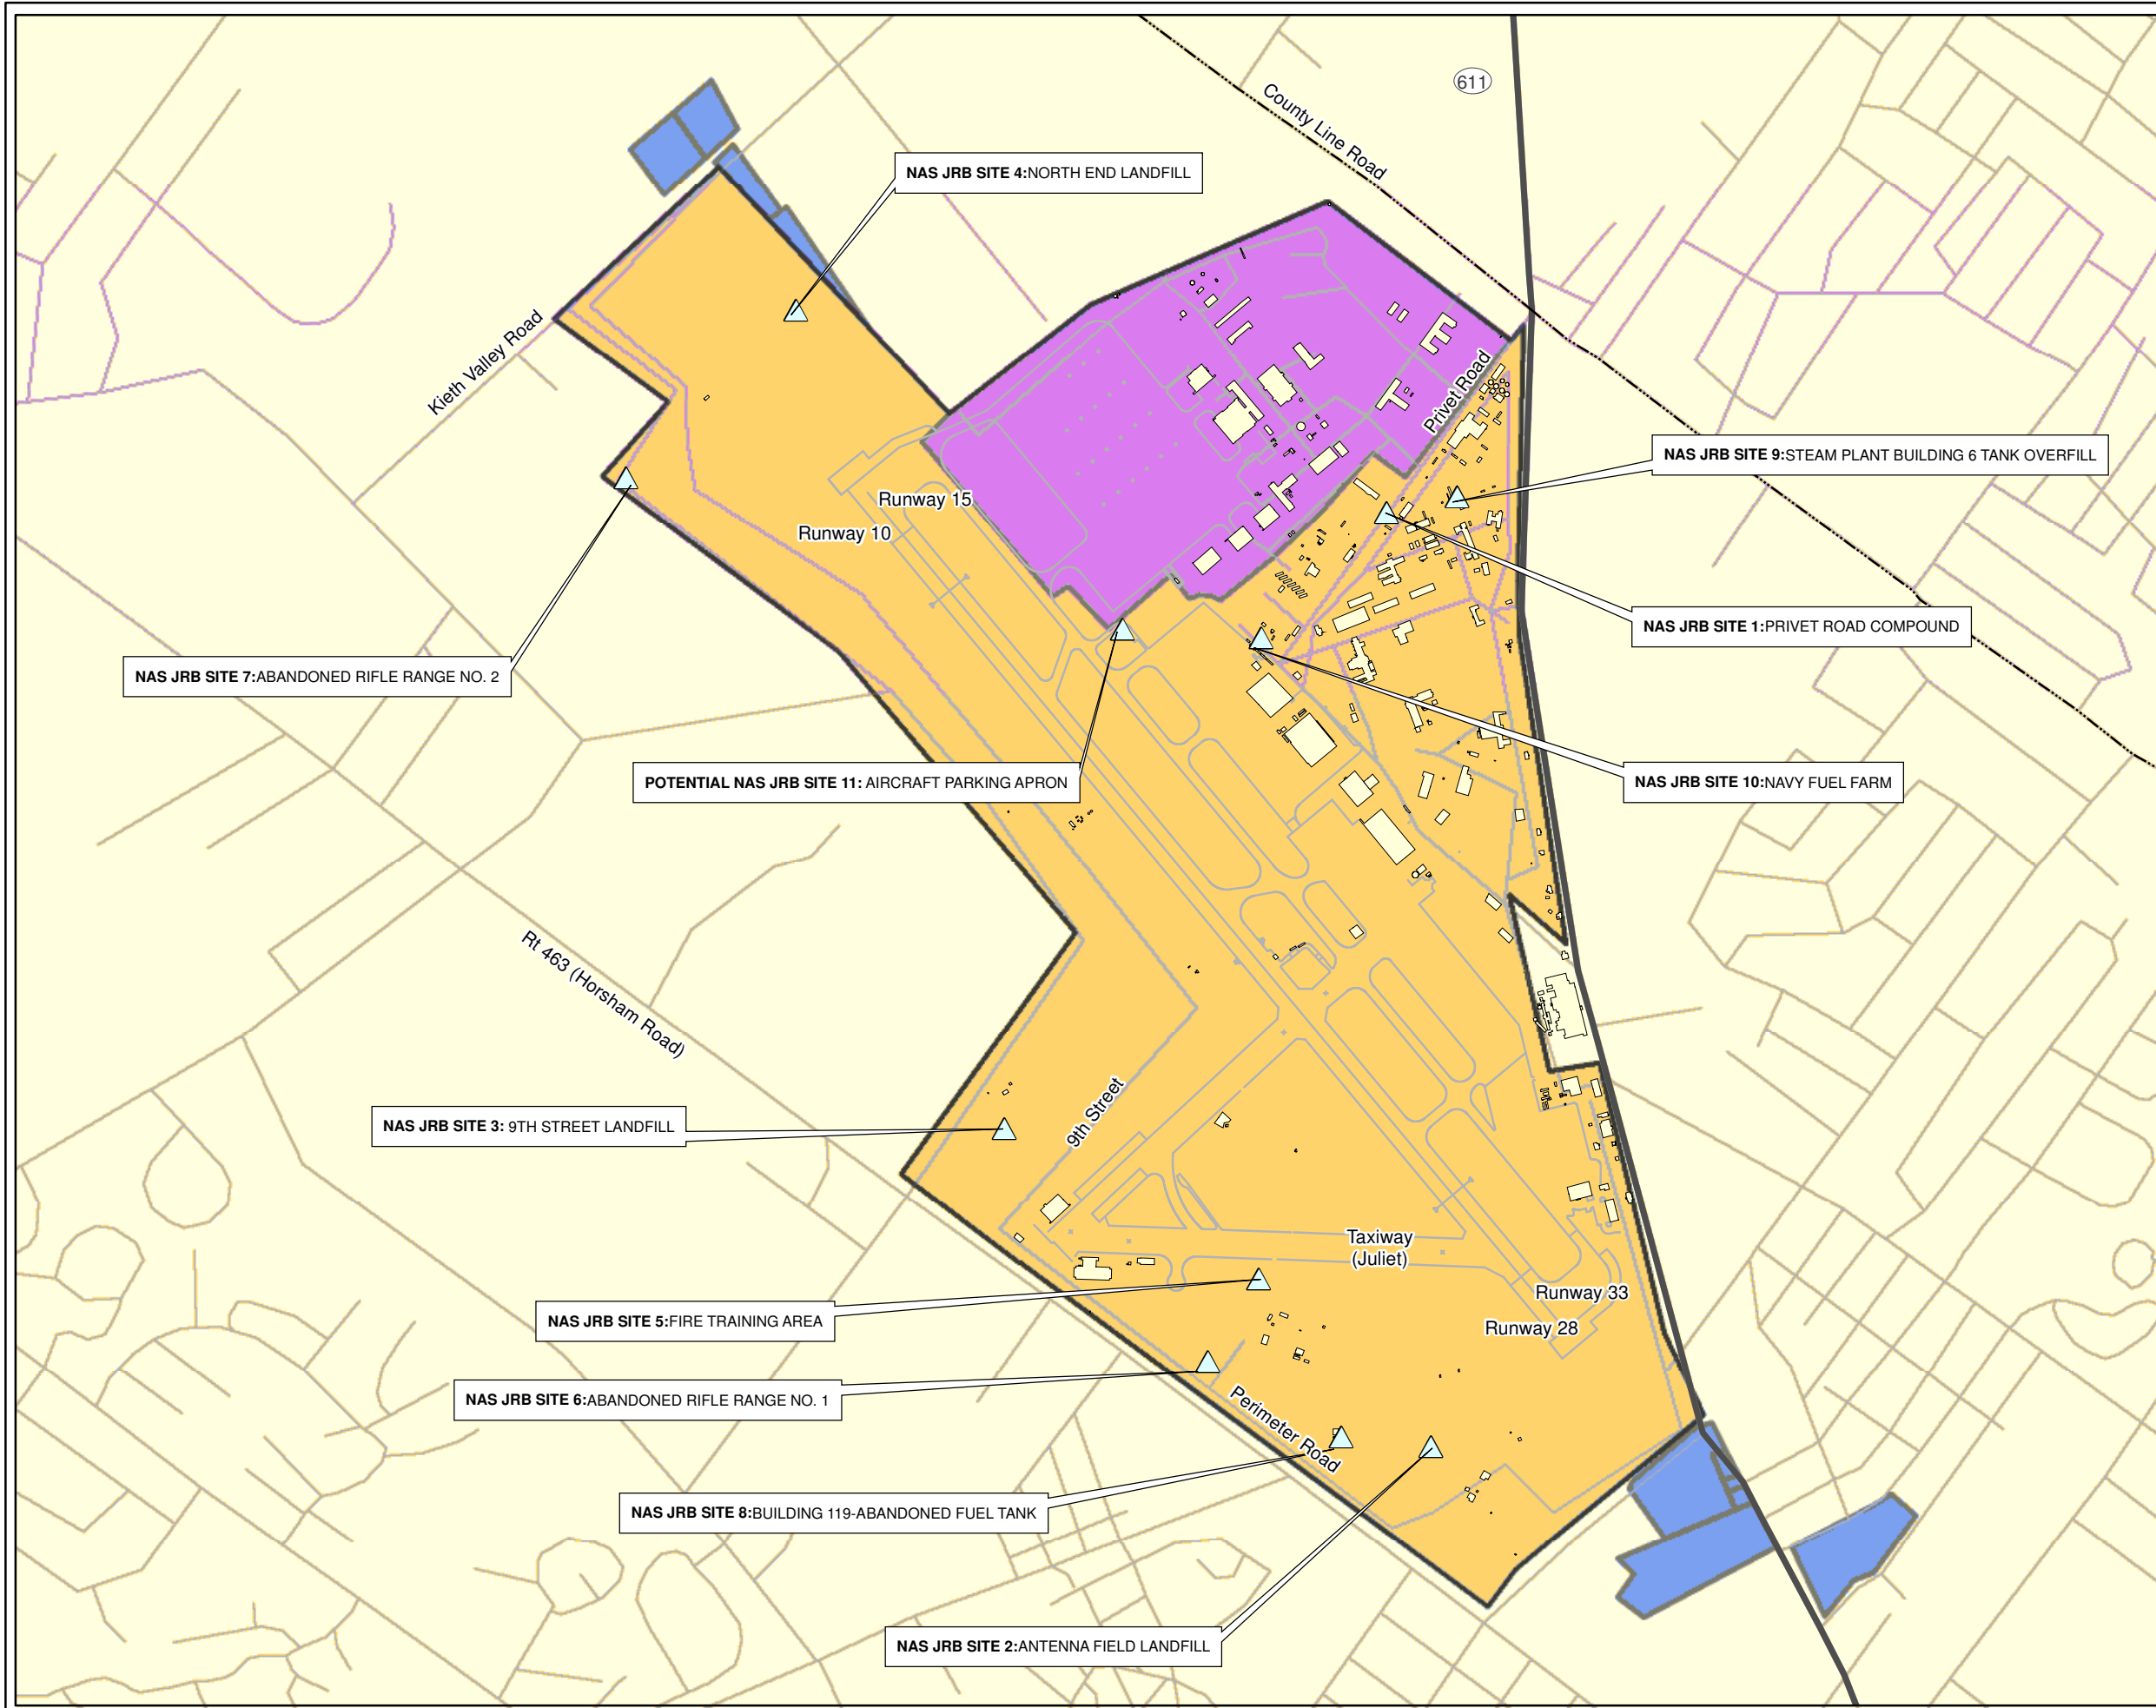 611
County Line Road
NAS JRB SITE 4:NORTH END LANDFILL
Kieth Valley Road
Privet Road
NAS JRB SITE 9:STEAM PLANT BUILDING 6 TANK OVERFILL
Runway 15
Runway 10
NAS JRB SITE 1:PRIVET ROAD COMPOUND
NAS JRB SITE 7:ABANDONED RIFLE RANGE NO. 2
POTENTIAL NAS JRB SITE 11: AIRCRAFT PARKING APRON
NAS JRB SITE 10:NAVY FUEL FARM
Rt 463 (Horsham Road)
9th Street
NAS JRB SITE 3: 9TH STREET LANDFILL
Taxiway
(Juliet)
Runway 33
NAS JRB SITE 5:FIRE TRAINING AREA
Runway 28
NAS JRB SITE 6:ABANDONED RIFLE RANGE NO. 1
Perimeter Road
NAS JRB SITE 8:BUILDING 119-ABANDONED FUEL TANK
NAS JRB SITE 2:ANTENNA FIELD LANDFILL